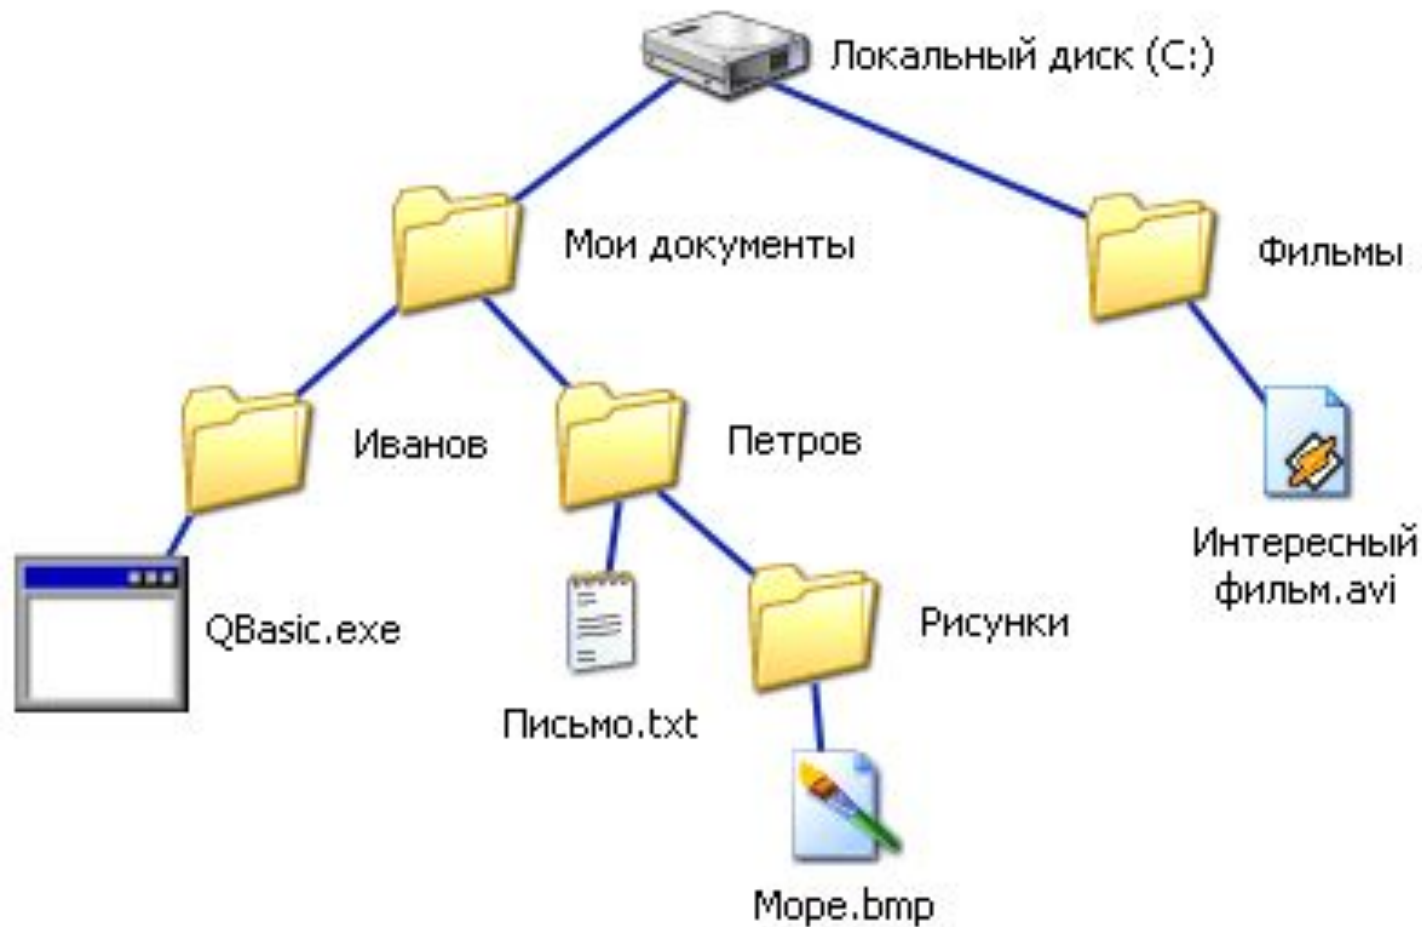 Локальный диск (C:)
Мои документы
Фильмы
Иванов
Петров
Интересный
фильм.avi
QBasic.exe
Рисунки
Письмо.txt
Море.bmp